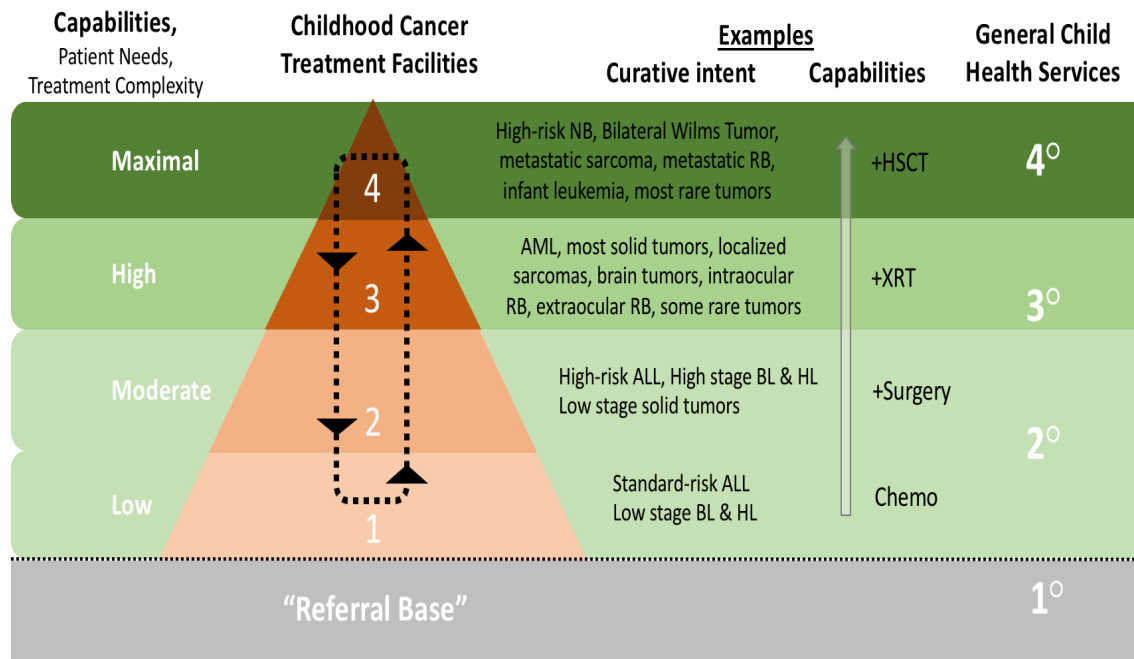 Capabilities,
Patient Needs,
Treatment Complexity
Childhood Cancer
Treatment Facilities
Examples
Curative intent
Capabilities
General Child
Health Services
Maximal
4
High-risk NB, Bilateral Wilms Tumor,
metastatic sarcoma, metastatic RB,
infant leukemia, most rare tumors
+HSCT
4°
High
3
AML, most solid tumors, localized
sarcomas, brain tumors, intraocular
RB, extraocular RB, some rare tumors
+XRT
3°
Moderate
2
High-risk ALL, High stage BL & HL
Low stage solid tumors
+Surgery
2°
Low
1
Standard-risk ALL
Low stage BL & HL
Chemo
“Referral Base”
1°